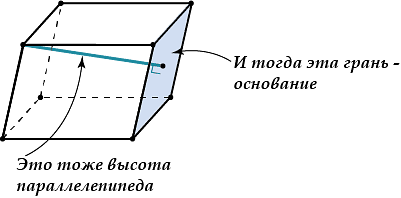 И тогда эта грань -
основание
Это тоже высота
параллелепипеда